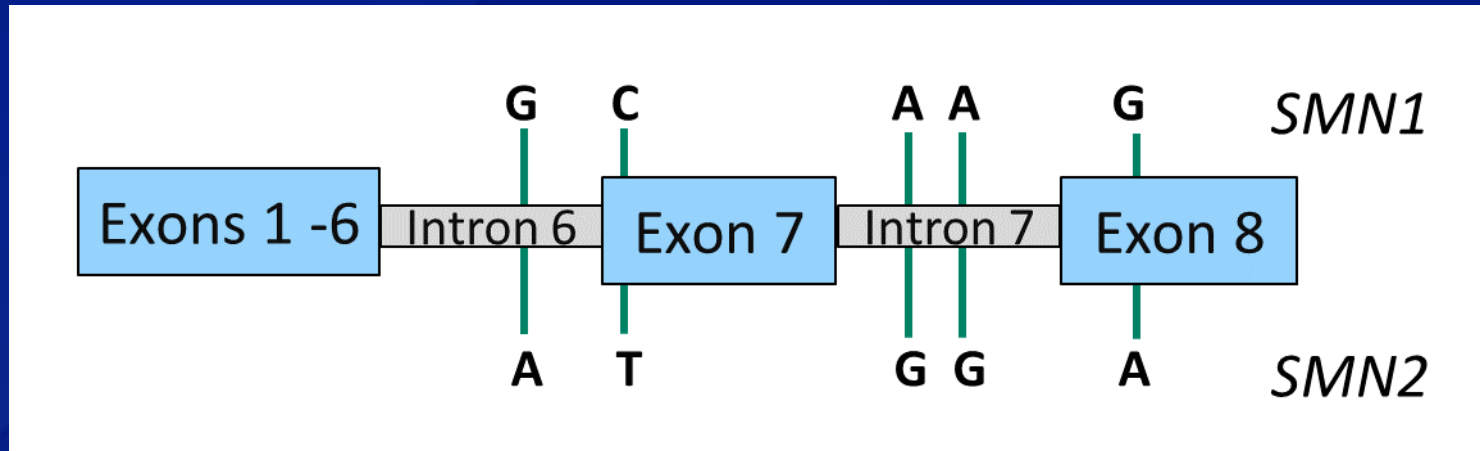 G C A A G SMN1
Exons 1 -6 Intron 6 Exon 7 Intron 7 Exon 8
A T G G A SMN2